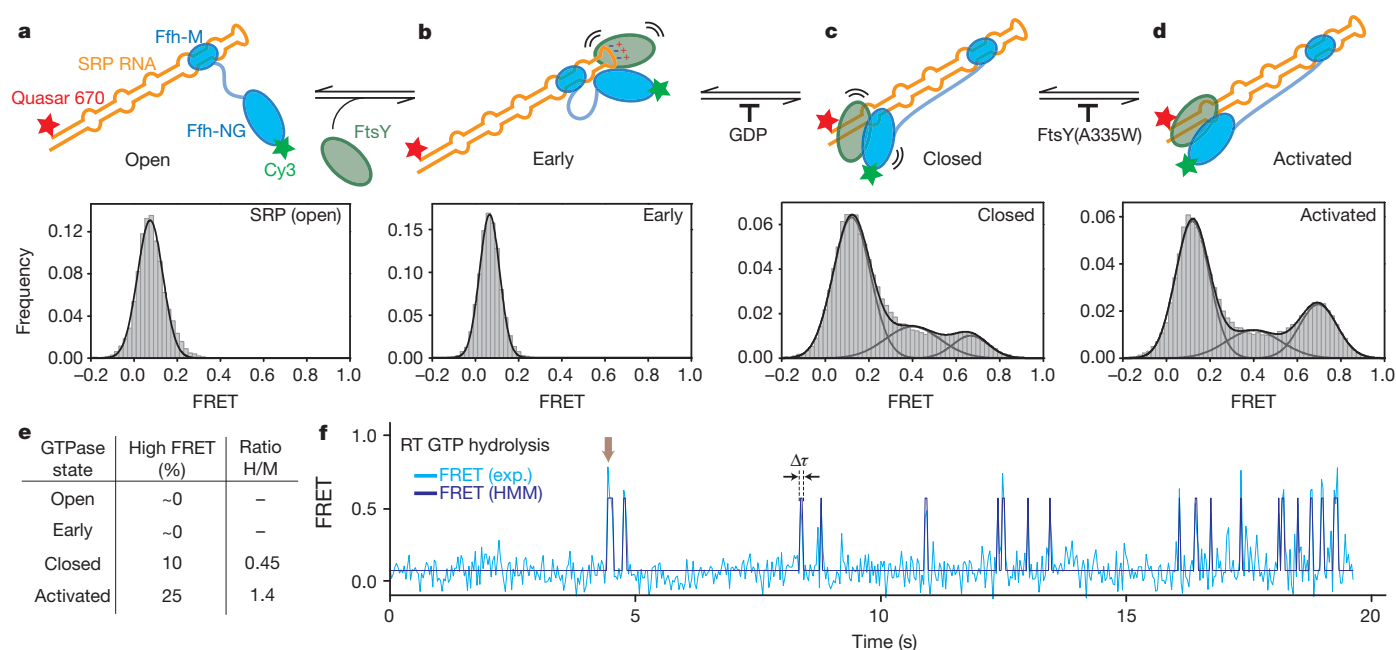 a
Ffh-M
SRP RNA
Quasar 670
Ffh-NG
Cy3
Open
FtsY
b
Early
GDP
c
Closed
FtsY(A335W)
d
Activated
SRP (open)
Frequency
0.12
0.08
0.04
0.00
−0.2 0.0 0.2 0.4 0.6 0.8 1.0
FRET
Early
0.15
0.10
0.05
0.00
−0.2 0.0 0.2 0.4 0.6 0.8 1.0
FRET
Closed
0.06
0.04
0.02
0.00
−0.2 0.0 0.2 0.4 0.6 0.8 1.0
FRET
Activated
0.06
0.04
0.02
0.00
−0.2 0.0 0.2 0.4 0.6 0.8 1.0
FRET
e
GTPase state High FRET (%) Ratio H/M
Open ~0 –
Early ~0 –
Closed 10 0.45
Activated 25 1.4
f
RT GTP hydrolysis
FRET (exp.)
FRET (HMM)
Δτ
FRET
1.0
0.5
0.0
0 5 10 15 20
Time (s)